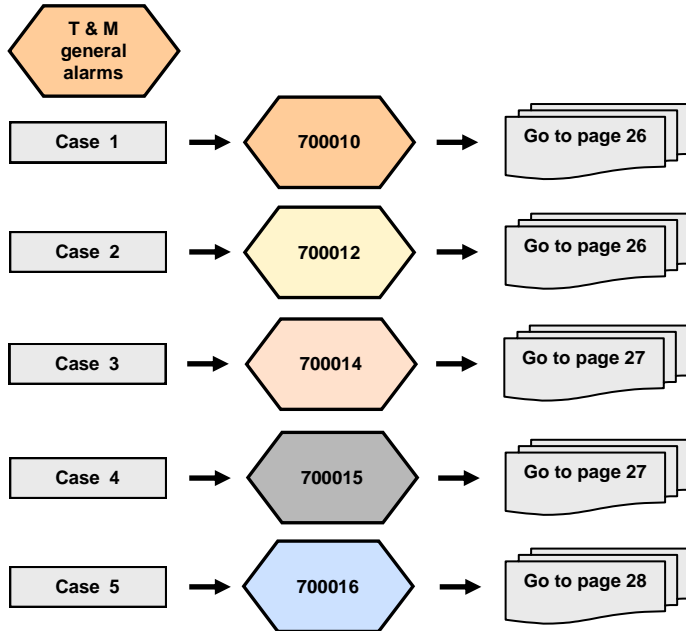 T & M
general
alarms
Case 1
700010
Go to page 26
Case 2
700012
Go to page 26
Case 3
700014
Go to page 27
Case 4
700015
Go to page 27
Case 5
700016
Go to page 28